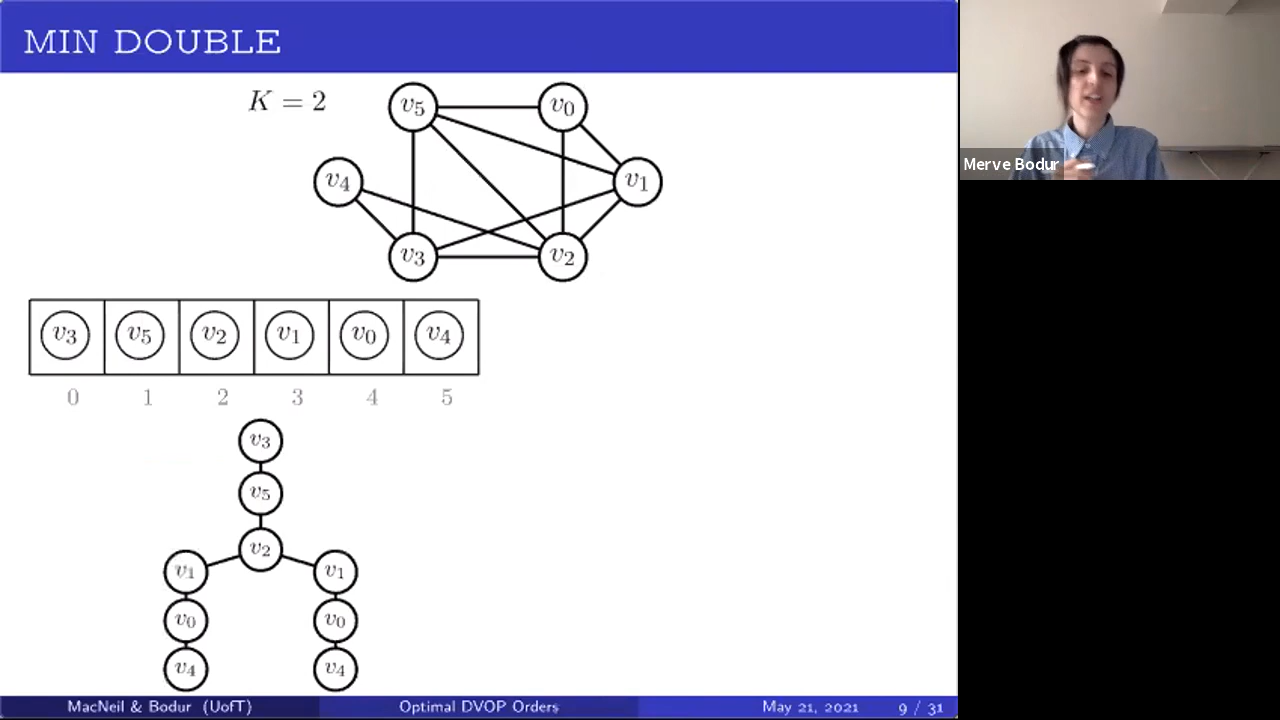 MIN DOUBLE
K = 2
v5 v0
v4 v1
v3 v2
v3 v5 v2 v1 v0 v4
0 1 2 3 4 5
v3
v5
v2
v1 v1
v0 v0
v4 v4
MacNeil & Bodur (UofT) Optimal DVOP Orders May 21, 2021 9 / 31
Merve Bodur